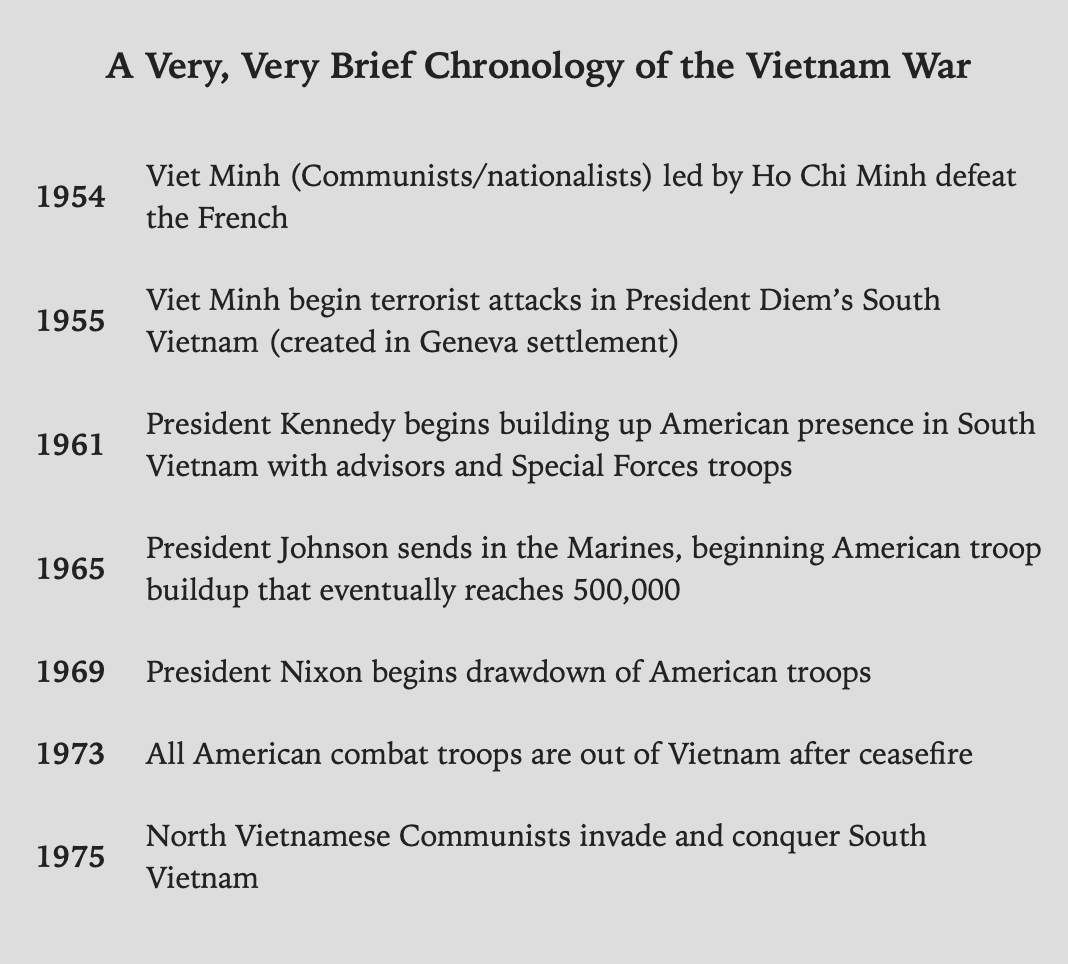 A Very, Very Brief Chronology of the Vietnam War
1954
Viet Minh (Communists/nationalists) led by Ho Chi Minh defeat
the French
1955
Viet Minh begin terrorist attacks in President Diem’s South
Vietnam (created in Geneva settlement)
1961
President Kennedy begins building up American presence in South
Vietnam with advisors and Special Forces troops
1965
President Johnson sends in the Marines, beginning American troop
buildup that eventually reaches 500,000
1969 President Nixon begins drawdown of American troops
1973 All American combat troops are out of Vietnam after ceasefire
1975
North Vietnamese Communists invade and conquer South
Vietnam